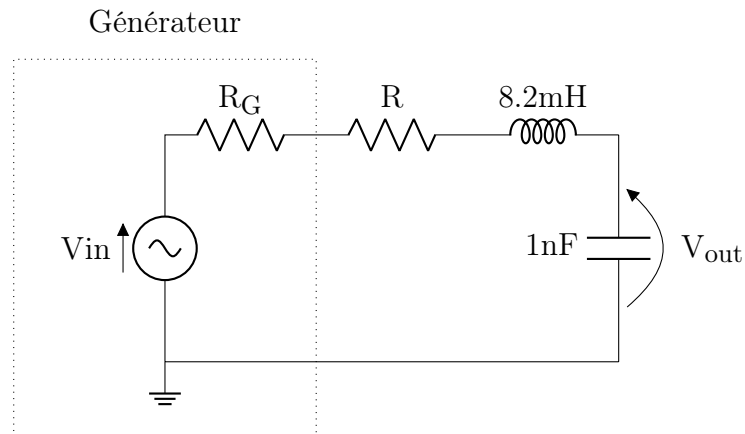 Générateur
R_G
R
8.2mH
Vin
1nF
V_out